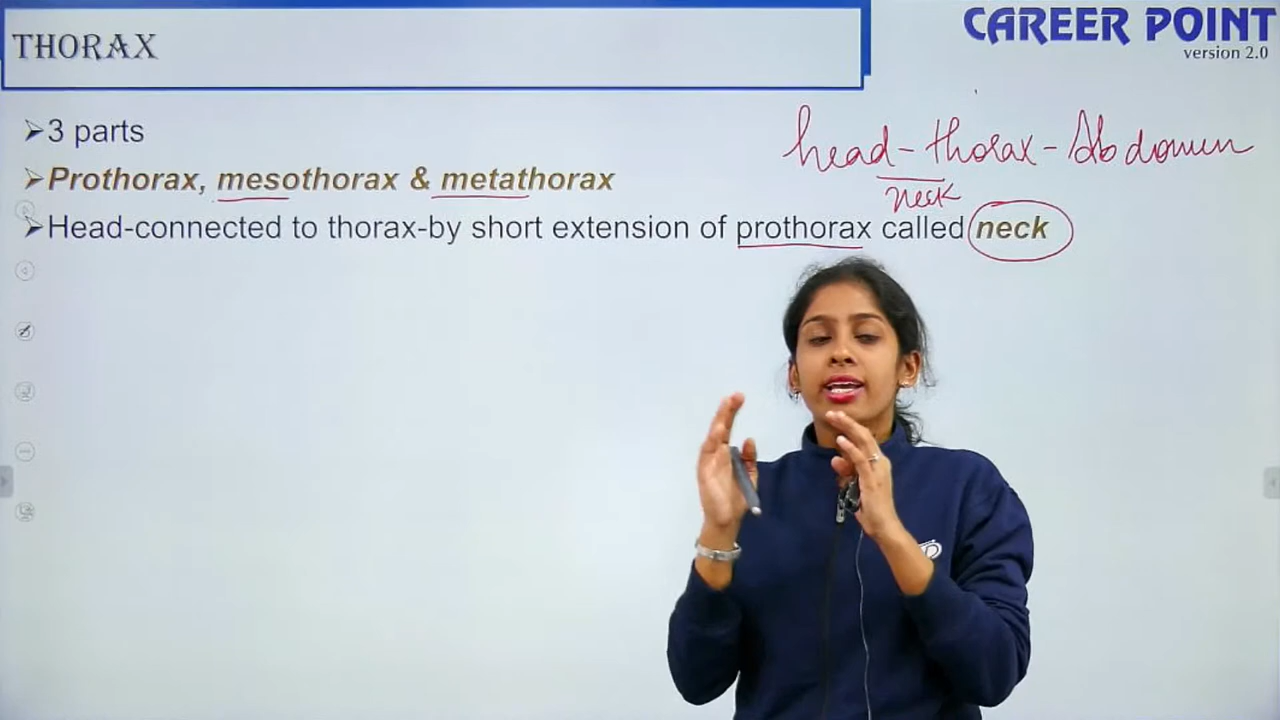 THORAX
CAREER POINT
version 2.0
➢3 parts
head-thorax-Abdomen
➢Prothorax, mesothorax & metathorax
neck
➢Head-connected to thorax-by short extension of prothorax called neck